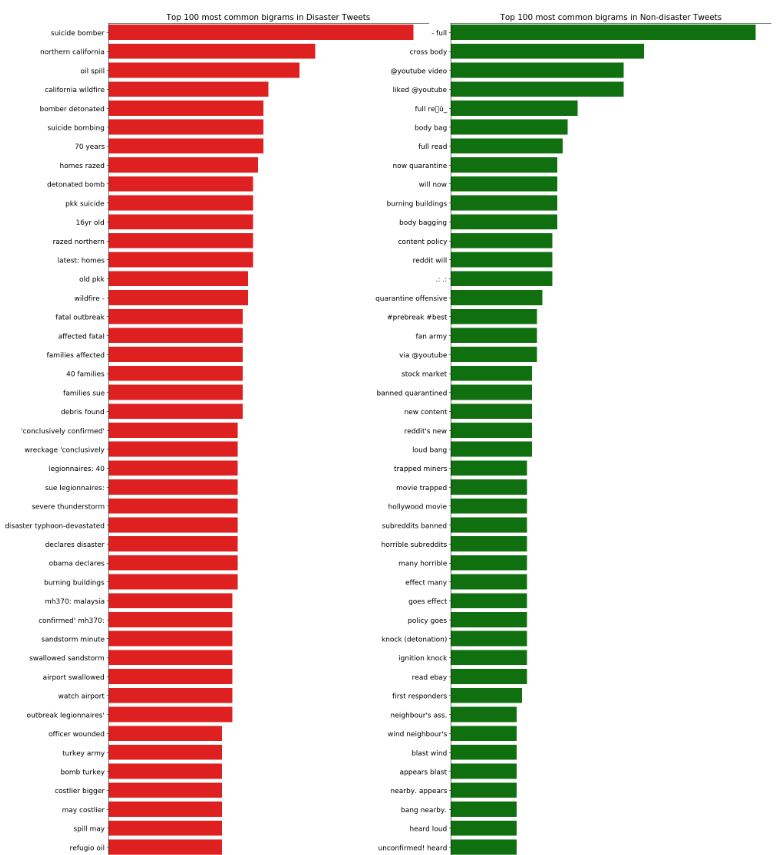 Top 100 most common bigrams in Disaster Tweets
suicide bomber
northern california
oil spill
california wildfire
bomber detonated
suicide bombing
70 years
homes razed
detonated bomb
pkk suicide
16yr old
razed northern
latest: homes
old pkk
wildfire -
fatal outbreak
affected fatal
families affected
40 families
families sue
debris found
'conclusively confirmed'
wreckage 'conclusively
legionnaires: 40
sue legionnaires:
severe thunderstorm
disaster typhoon-devastated
declares disaster
obama declares
burning buildings
mh370: malaysia
confirmed' mh370:
sandstorm minute
swallowed sandstorm
airport swallowed
watch airport
outbreak legionnaires'
officer wounded
turkey army
bomb turkey
costlier bigger
may costlier
spill may
refugio oil
Top 100 most common bigrams in Non-disaster Tweets
- full
cross body
@youtube video
liked @youtube
full re▯û_
body bag
full read
now quarantine
will now
burning buildings
body bagging
content policy
reddit will
.: .:
quarantine offensive
#prebreak #best
fan army
via @youtube
stock market
banned quarantined
new content
reddit's new
loud bang
trapped miners
movie trapped
hollywood movie
subreddits banned
horrible subreddits
many horrible
effect many
goes effect
policy goes
knock (detonation)
ignition knock
read ebay
first responders
neighbour's ass.
wind neighbour's
blast wind
appears blast
nearby. appears
bang nearby.
heard loud
unconfirmed! heard